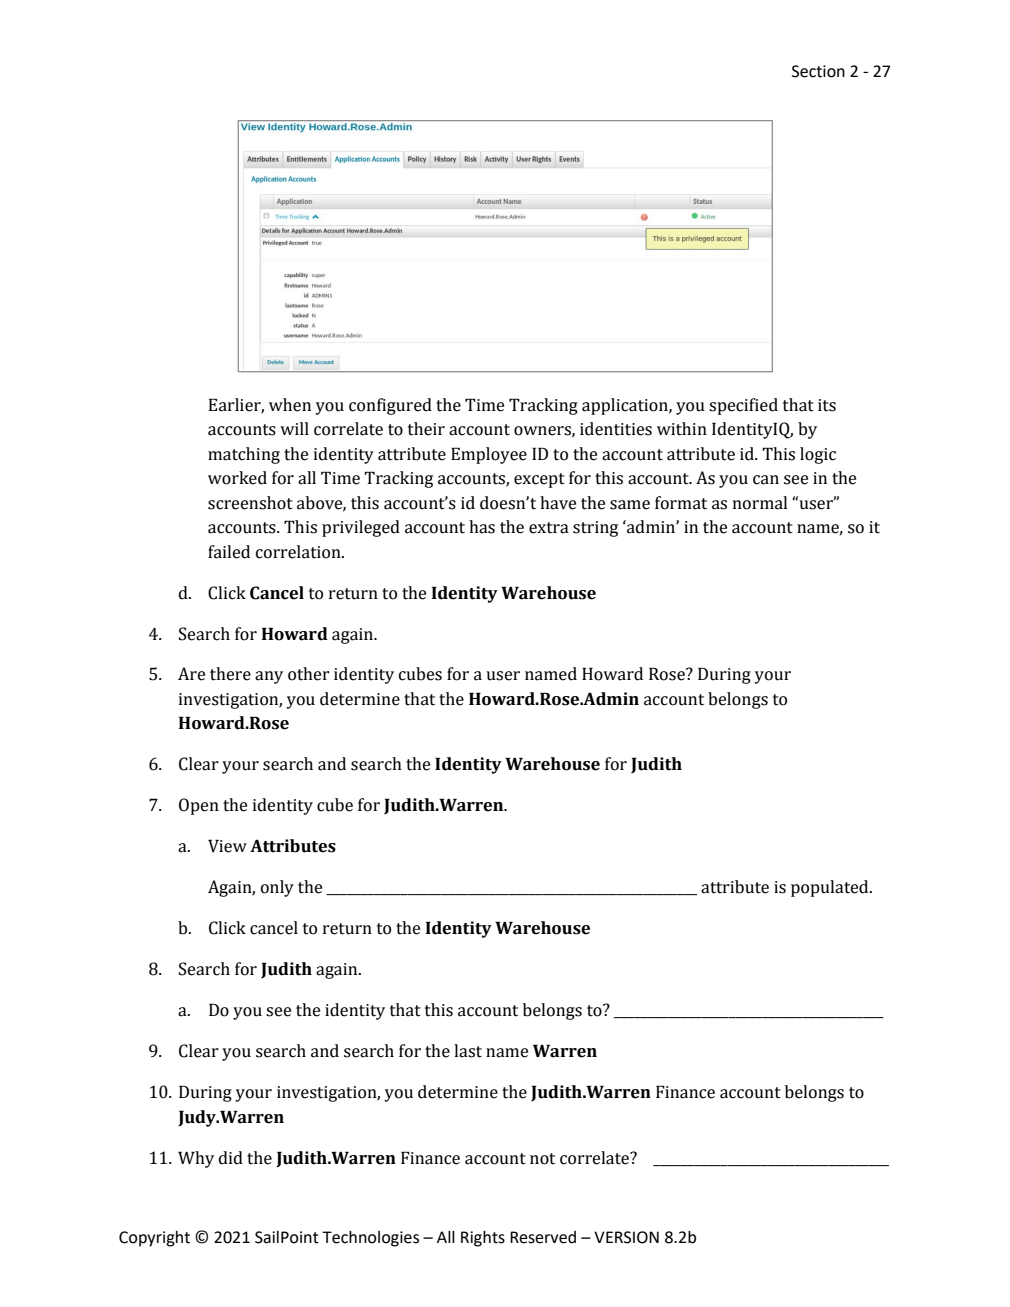 Section 2 - 27
View Identity Howard.Rose.Admin
Attributes Entitlements Application Accounts Policy History Risk Activity User Rights Events
Application Accounts
Application Account Name Status
Time Tracking Howard.Rose.Admin Active
Details for Application Account Howard.Rose.Admin
This is a privileged account
Privileged Account true
capability super
firstname Howard
id ADMIN1
lastname Rose
locked N
status A
username Howard.Rose.Admin
Delete Move Account
Earlier, when you configured the Time Tracking application, you specified that its
accounts will correlate to their account owners, identities within IdentityIQ, by
matching the identity attribute Employee ID to the account attribute id. This logic
worked for all Time Tracking accounts, except for this account. As you can see in the
screenshot above, this account’s id doesn’t have the same format as normal “user”
accounts. This privileged account has the extra string ‘admin’ in the account name, so it
failed correlation.
d. Click Cancel to return to the Identity Warehouse
4. Search for Howard again.
5. Are there any other identity cubes for a user named Howard Rose? During your
investigation, you determine that the Howard.Rose.Admin account belongs to
Howard.Rose
6. Clear your search and search the Identity Warehouse for Judith
7. Open the identity cube for Judith.Warren.
a. View Attributes
Again, only the ______________________________________________ attribute is populated.
b. Click cancel to return to the Identity Warehouse
8. Search for Judith again.
a. Do you see the identity that this account belongs to? _________________________________
9. Clear you search and search for the last name Warren
10. During your investigation, you determine the Judith.Warren Finance account belongs to
Judy.Warren
11. Why did the Judith.Warren Finance account not correlate? _____________________________
Copyright © 2021 SailPoint Technologies – All Rights Reserved – VERSION 8.2b